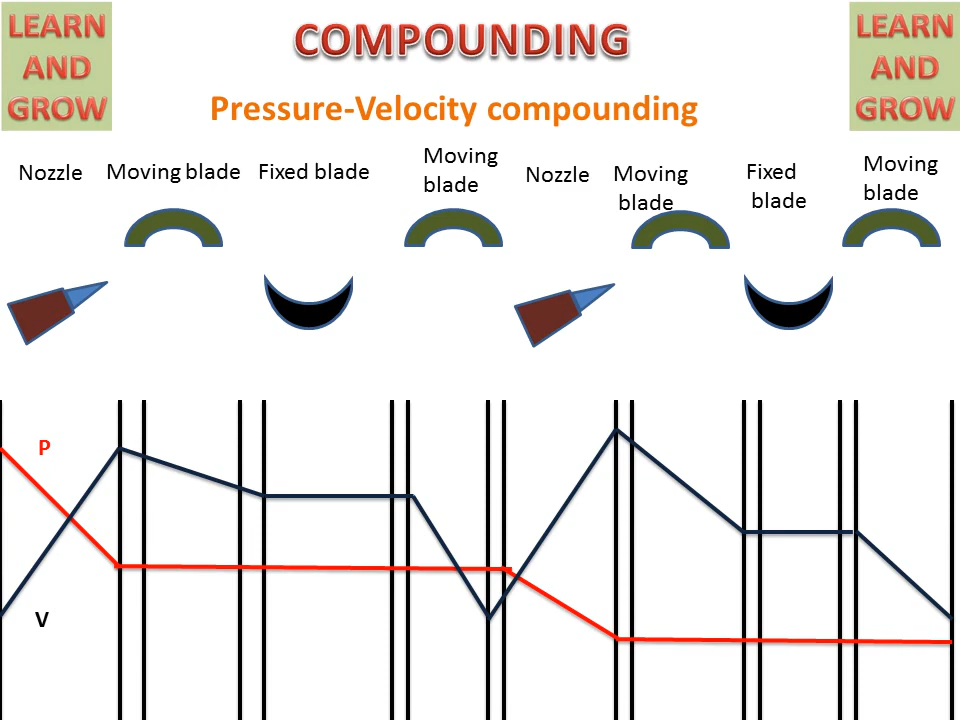 LEARN
AND
GROW
COMPOUNDING
LEARN
AND
GROW
Pressure-Velocity compounding
Nozzle
Moving blade
Fixed blade
Moving
blade
Nozzle
Moving
blade
Fixed
blade
Moving
blade
P
V